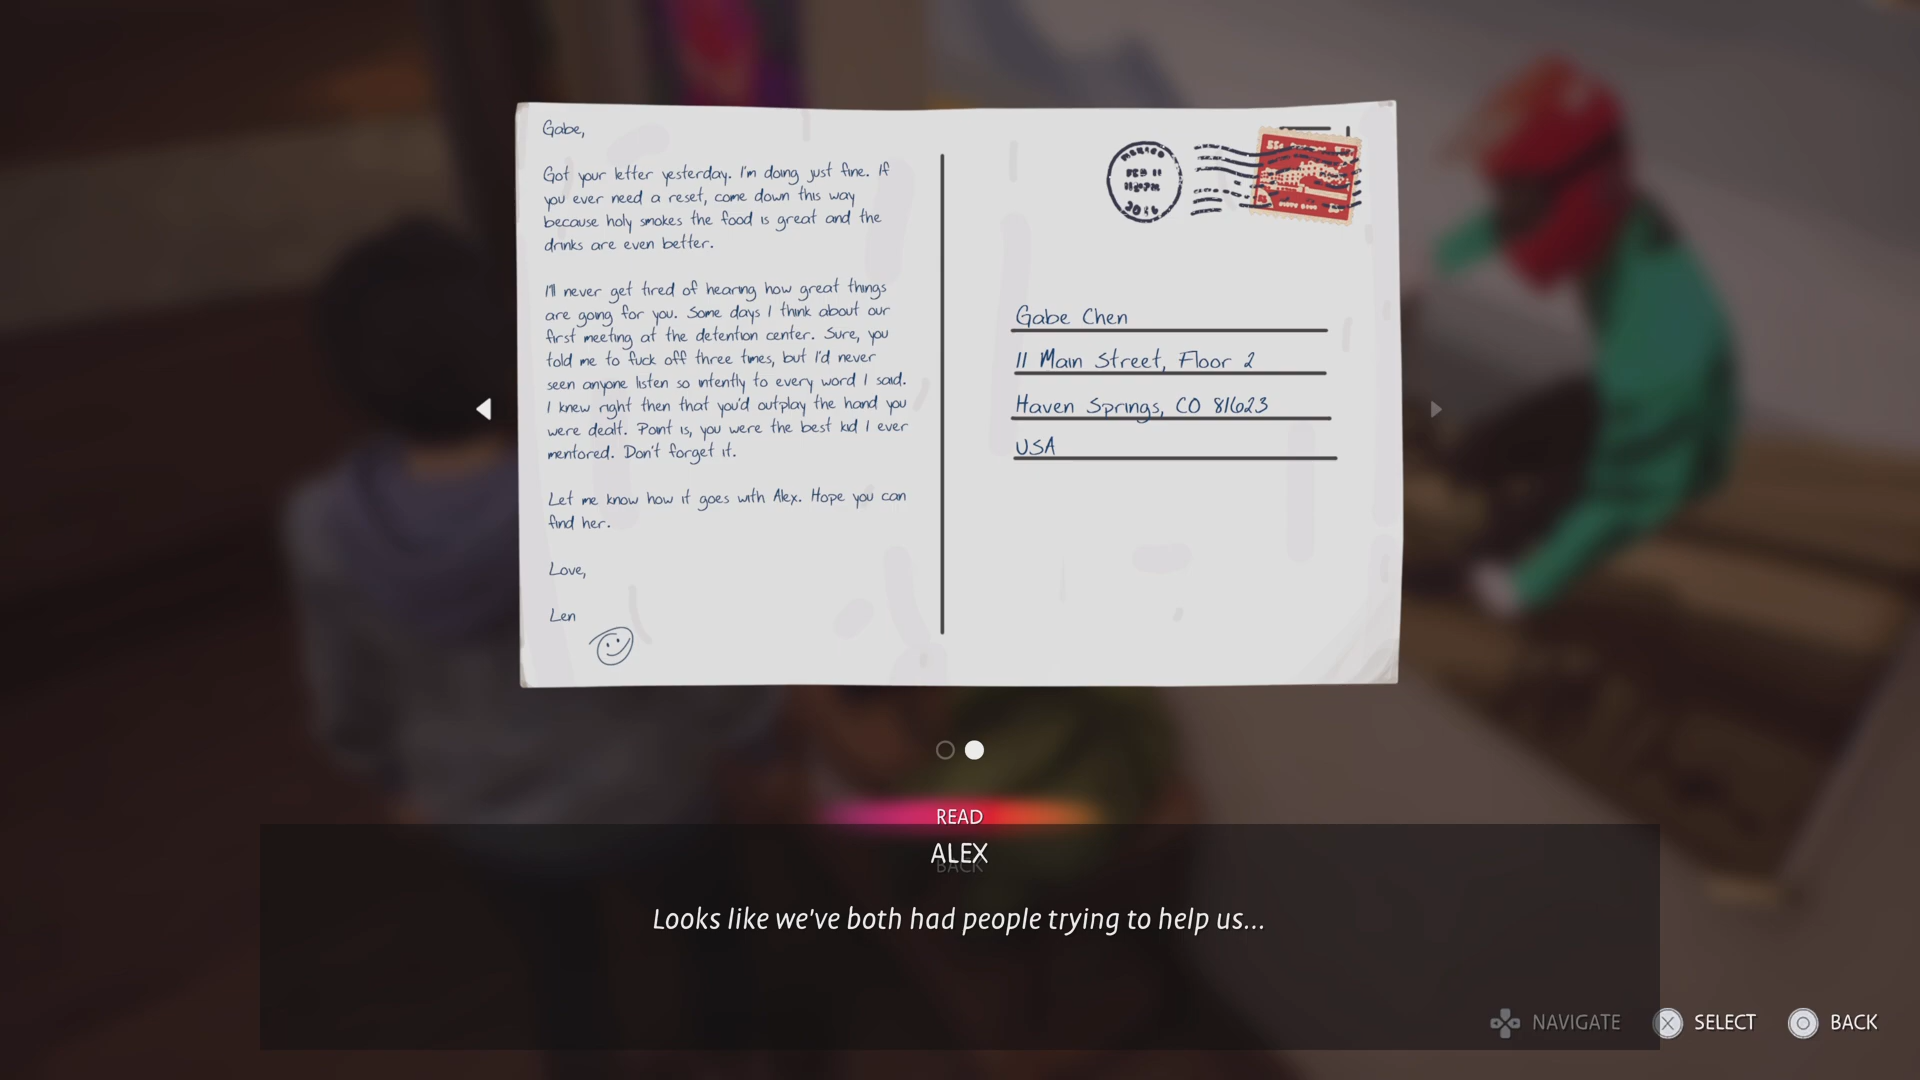 Gabe,
Got your letter yesterday. I'm doing just fine. If
you ever need a reset, come down this way
because holy smokes the food is great and the
drinks are even better.
I'll never get tired of hearing how great things
are going for you. Some days I think about our
first meeting at the detention center. Sure, you
told me to fuck off three times, but I'd never
seen anyone listen so intently to every word I said.
I knew right then that you'd outplay the hand you
were dealt. Point is, you were the best kid I ever
mentored. Don't forget it.
Let me know how it goes with Alex. Hope you can
find her.
Love,
Len
MEXICO
FEB 11
Gabe Chen
11 Main Street, Floor 2
Haven Springs, CO 81623
USA
READ
ALEX
BACK
Looks like we've both had people trying to help us...
NAVIGATE
SELECT
BACK